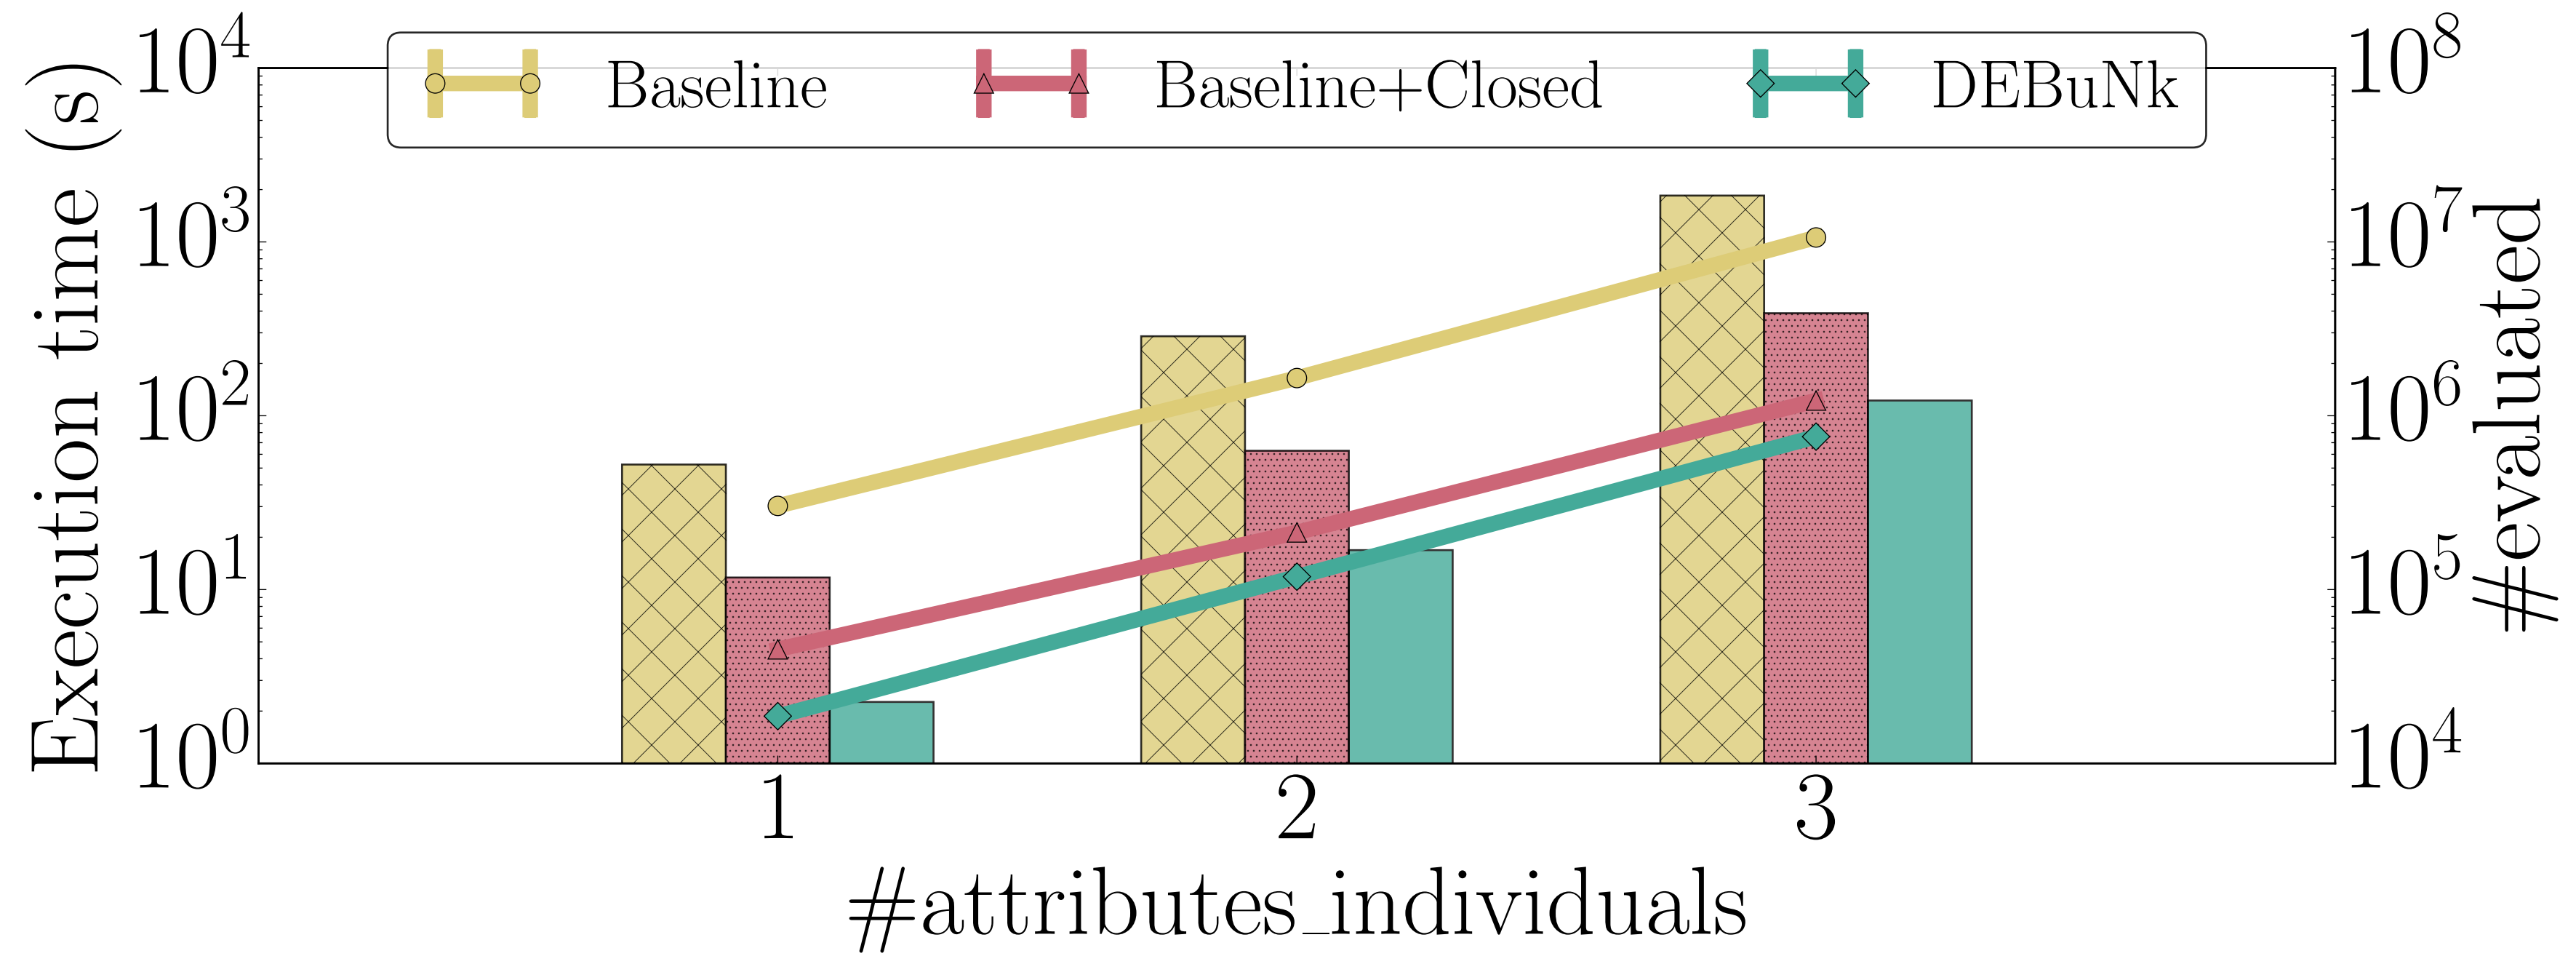 Baseline Baseline+Closed DEBuNk
Execution time (s)
10^4
10^3
10^2
10^1
10^0
10^8
10^7
10^6
10^5
10^4
#evaluated
1 2 3
#attributes_individuals